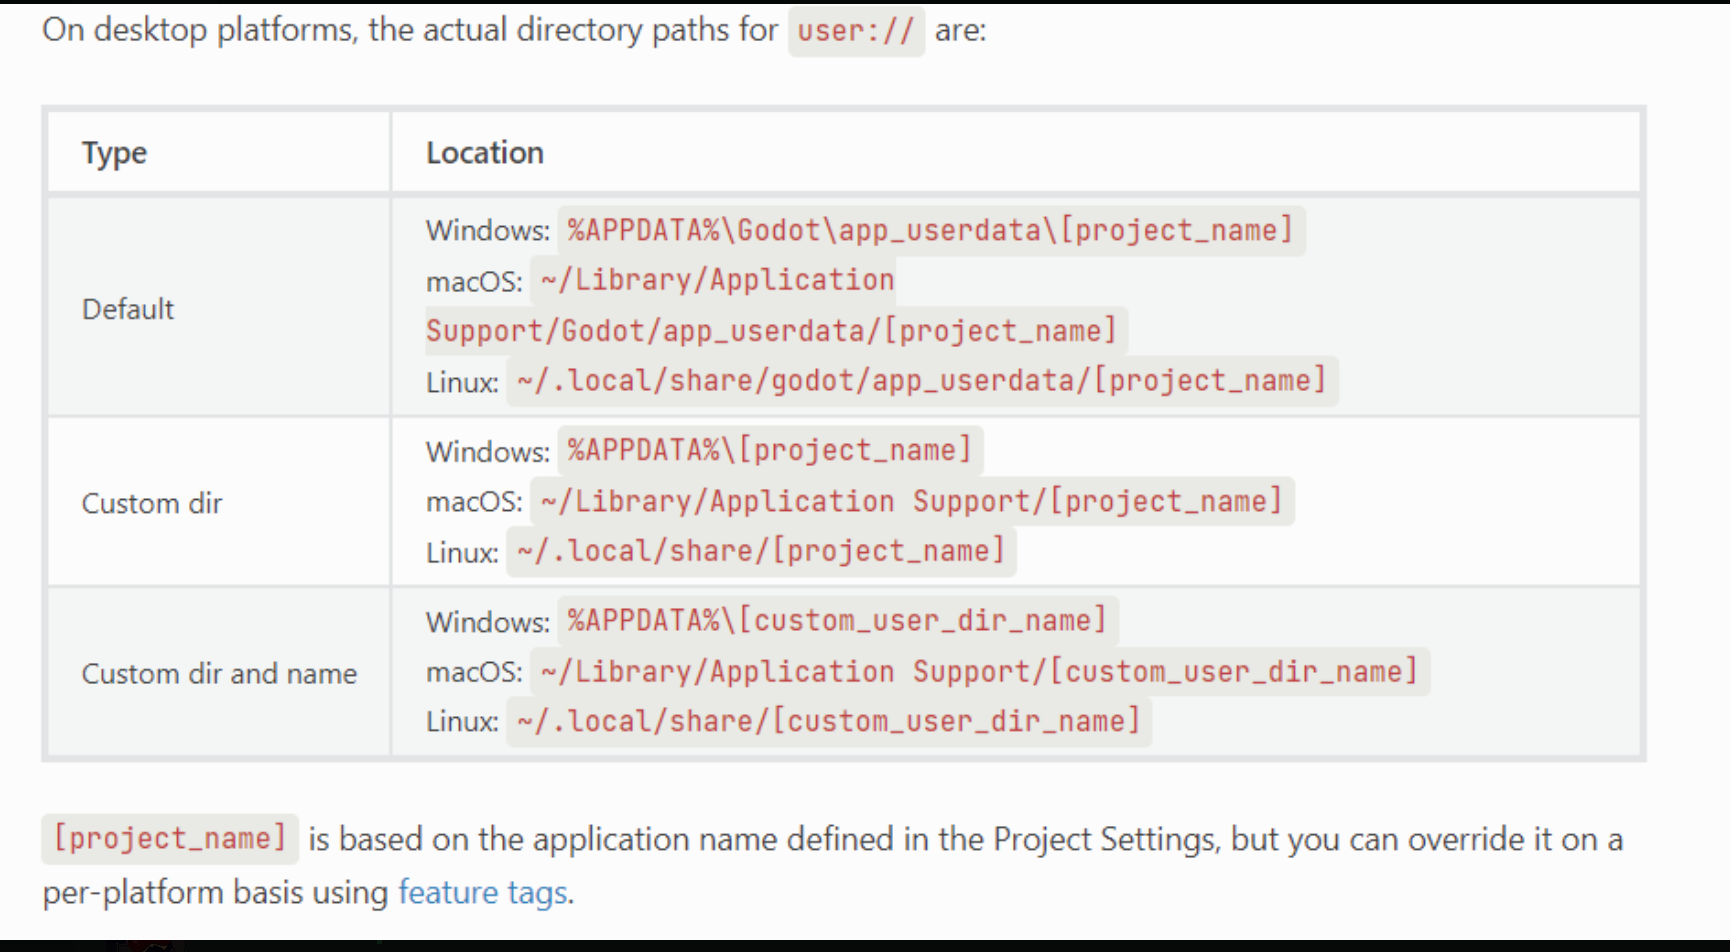 On desktop platforms, the actual directory paths for user:// are:
Type
Location
Default
Windows: %APPDATA%\Godot\app_userdata\[project_name]
macOS: ~/Library/Application
Support/Godot/app_userdata/[project_name]
Linux: ~/.local/share/godot/app_userdata/[project_name]
Custom dir
Windows: %APPDATA%\[project_name]
macOS: ~/Library/Application Support/[project_name]
Linux: ~/.local/share/[project_name]
Custom dir and name
Windows: %APPDATA%\[custom_user_dir_name]
macOS: ~/Library/Application Support/[custom_user_dir_name]
Linux: ~/.local/share/[custom_user_dir_name]
[project_name] is based on the application name defined in the Project Settings, but you can override it on a
per-platform basis using feature tags.